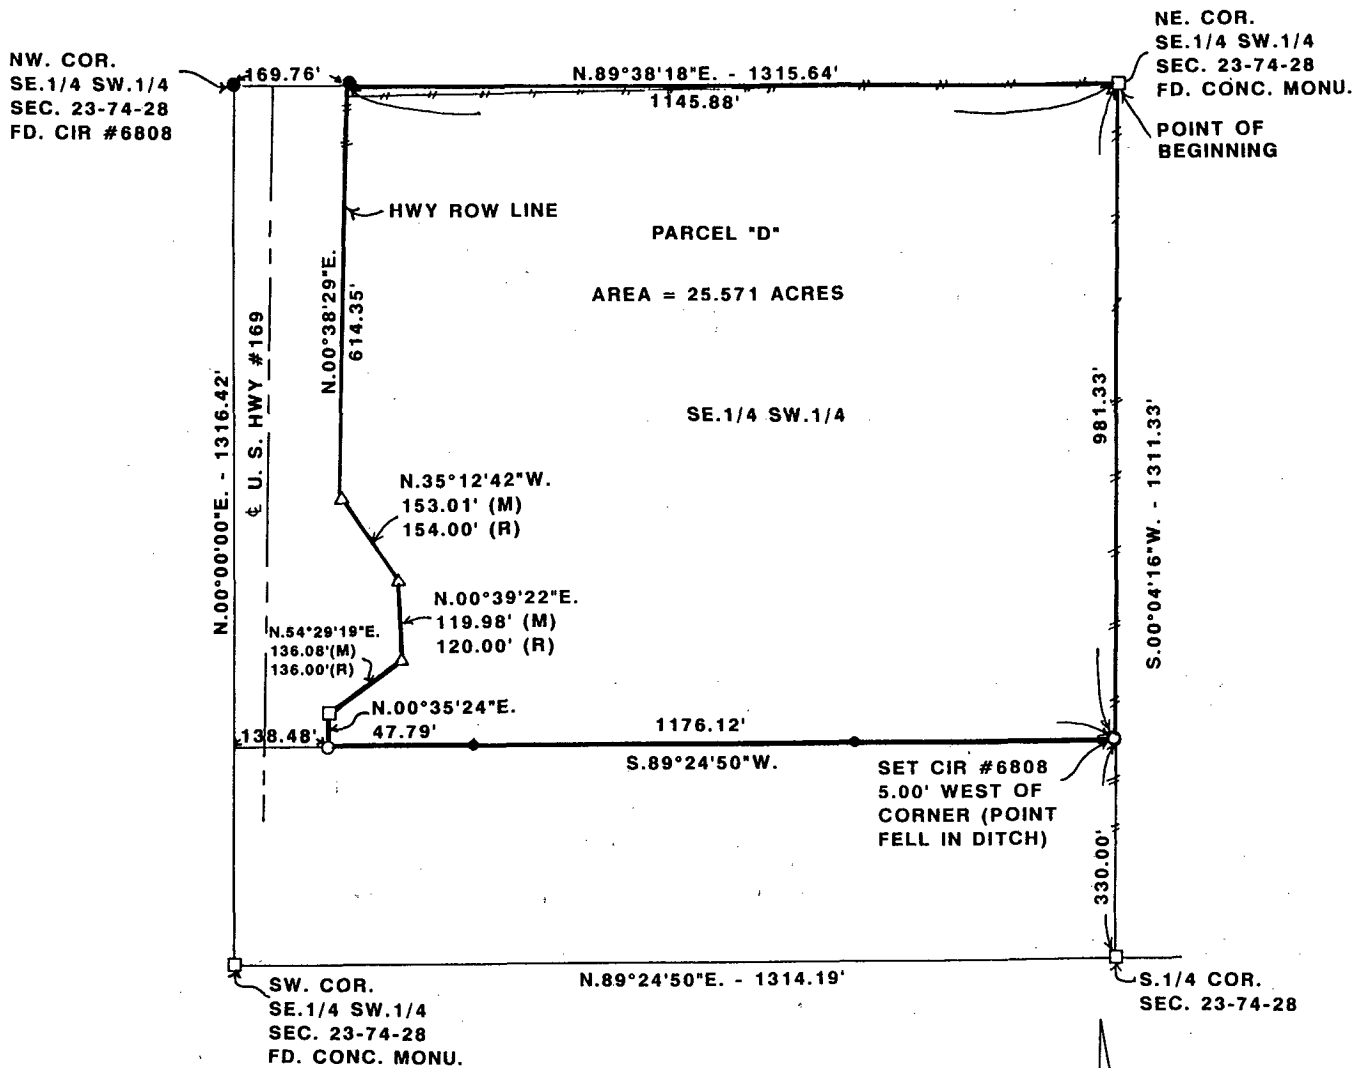 NW. COR.
SE.1/4 SW.1/4
SEC. 23-74-28
FD. CIR #6808
169.76'
N.89°38'18"E. - 1315.64'
1145.88'
NE. COR.
SE.1/4 SW.1/4
SEC. 23-74-28
FD. CONC. MONU.
POINT OF
BEGINNING
HWY ROW LINE
PARCEL "D"
AREA = 25.571 ACRES
SE.1/4 SW.1/4
N.00°38'29"E.
614.35'
N.00°00'00"E. - 1316.42'
℄ U. S. HWY #169
981.33'
S.00°04'16"W. - 1311.33'
N.35°12'42"W.
153.01' (M)
154.00' (R)
N.00°39'22"E.
119.98' (M)
120.00' (R)
N.54°29'19"E.
136.08'(M)
136.00'(R)
N.00°35'24"E.
47.79'
138.48'
1176.12'
S.89°24'50"W.
SET CIR #6808
5.00' WEST OF
CORNER (POINT
FELL IN DITCH)
330.00'
N.89°24'50"E. - 1314.19'
SW. COR.
SE.1/4 SW.1/4
SEC. 23-74-28
FD. CONC. MONU.
S.1/4 COR.
SEC. 23-74-28